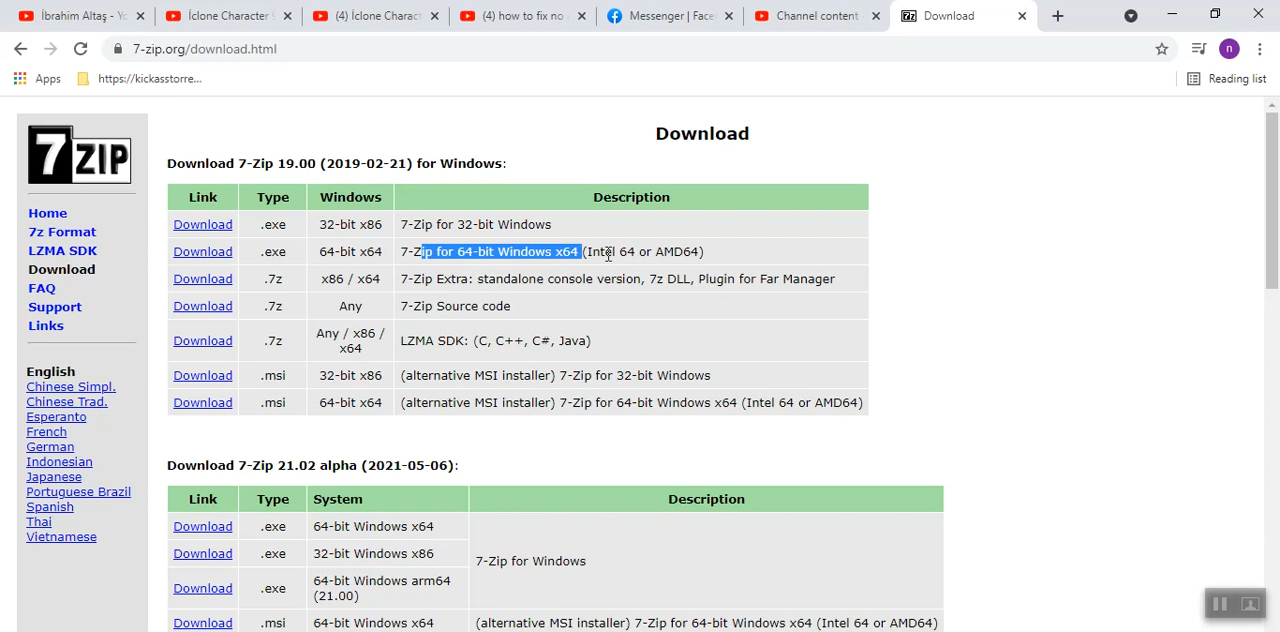 İbrahim Altaş - Yo
İclone Character
(4) İclone Charac
(4) how to fix no
Messenger | Face
Channel content
Download
7-zip.org/download.html
n
Apps
https://kickasstorre...
Reading list
7ZIP
Home
7z Format
LZMA SDK
Download
FAQ
Support
Links
English
Chinese Simpl.
Chinese Trad.
Esperanto
French
German
Indonesian
Japanese
Portuguese Brazil
Spanish
Thai
Vietnamese
Download
Download 7-Zip 19.00 (2019-02-21) for Windows:
Link Type Windows Description
Download .exe 32-bit x86 7-Zip for 32-bit Windows
Download .exe 64-bit x64 7-Zip for 64-bit Windows x64 (Intel 64 or AMD64)
Download .7z x86 / x64 7-Zip Extra: standalone console version, 7z DLL, Plugin for Far Manager
Download .7z Any 7-Zip Source code
Download .7z Any / x86 / x64 LZMA SDK: (C, C++, C#, Java)
Download .msi 32-bit x86 (alternative MSI installer) 7-Zip for 32-bit Windows
Download .msi 64-bit x64 (alternative MSI installer) 7-Zip for 64-bit Windows x64 (Intel 64 or AMD64)
Download 7-Zip 21.02 alpha (2021-05-06):
Link Type System Description
Download .exe 64-bit Windows x64
Download .exe 32-bit Windows x86
7-Zip for Windows
Download .exe 64-bit Windows arm64 (21.00)
Download .msi 64-bit Windows x64 (alternative MSI installer) 7-Zip for 64-bit Windows x64 (Intel 64 or AMD64)